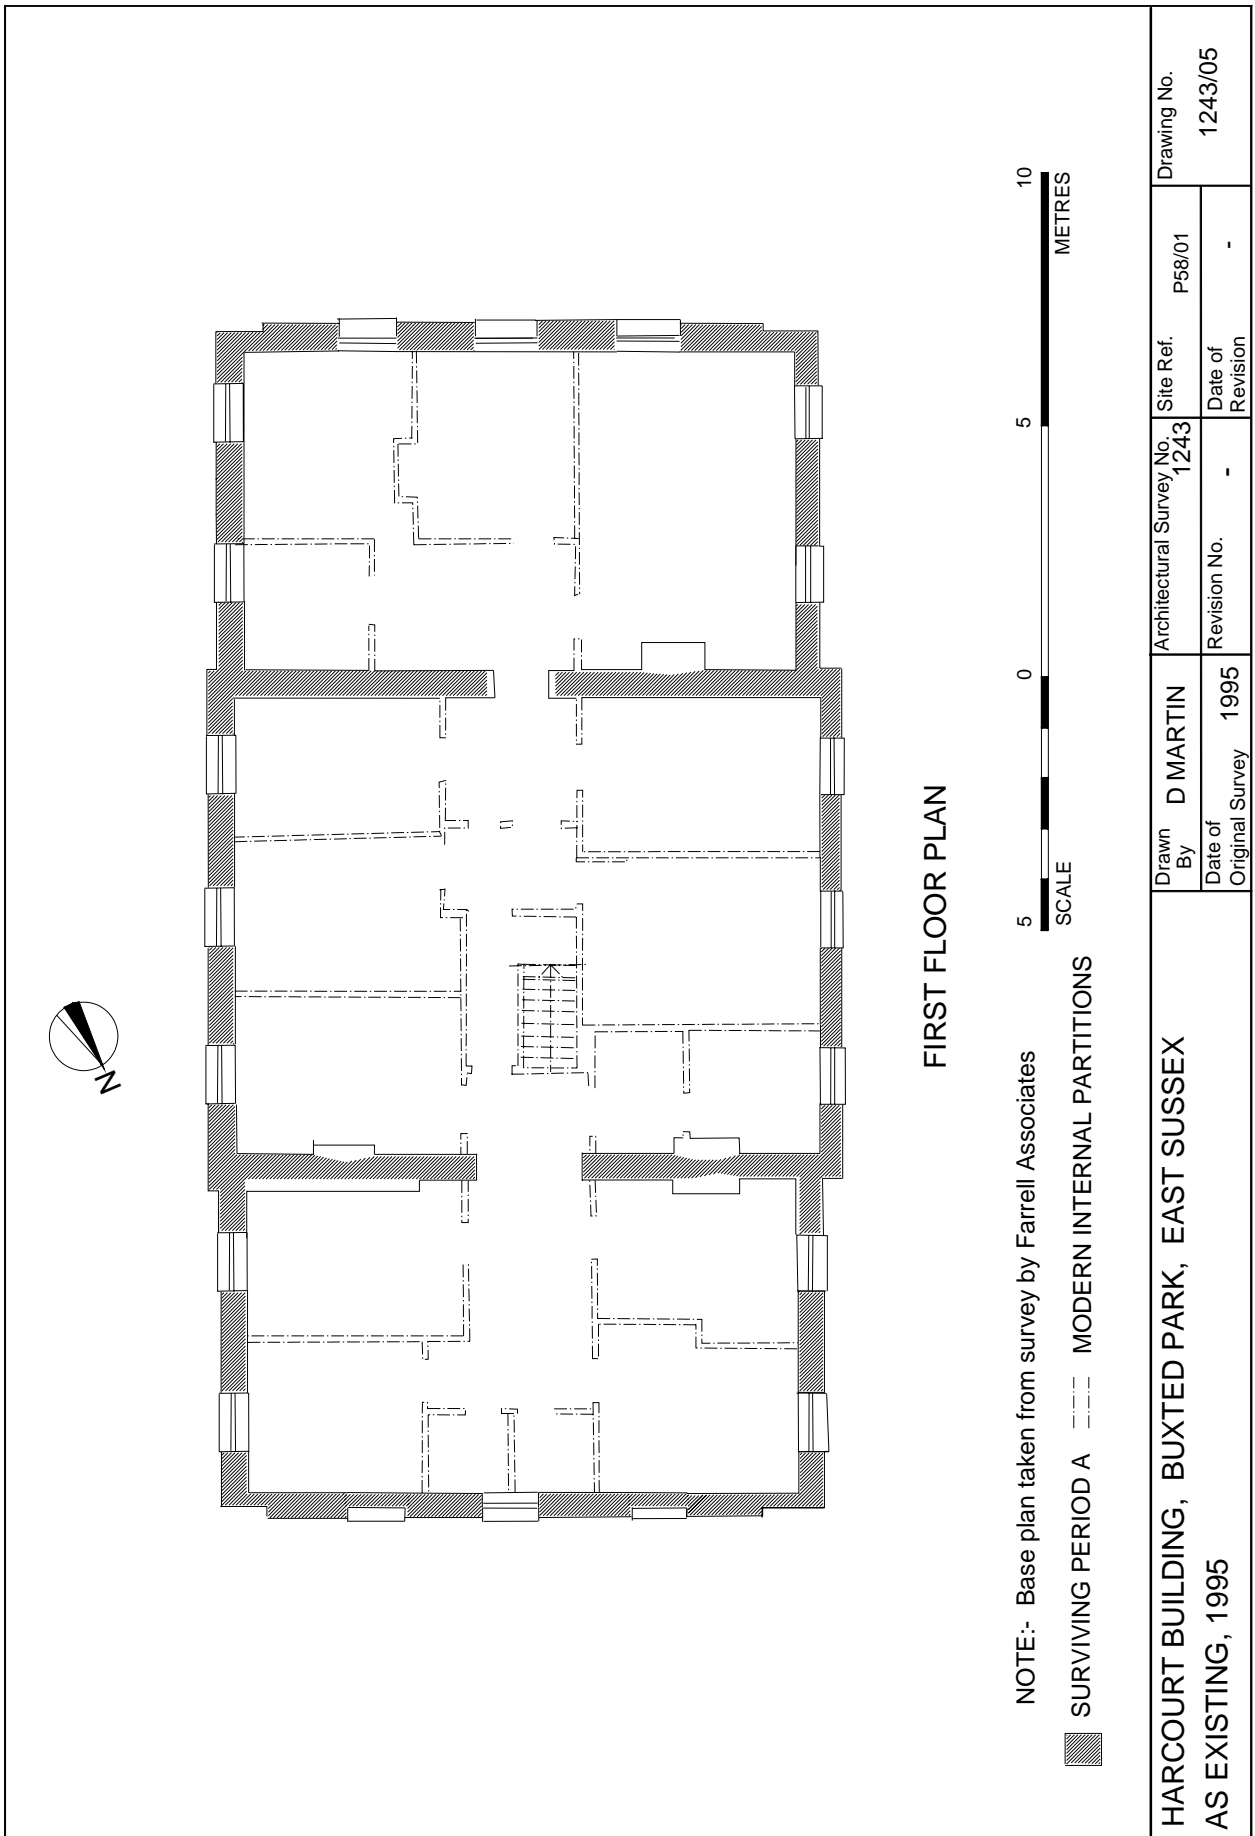 N
FIRST FLOOR PLAN
5 0 5 10
SCALE METRES
NOTE:- Base plan taken from survey by Farrell Associates
SURVIVING PERIOD A MODERN INTERNAL PARTITIONS
HARCOURT BUILDING, BUXTED PARK, EAST SUSSEX
AS EXISTING, 1995
Drawn
By D MARTIN
Date of
Original Survey 1995
Architectural Survey No.
1243
Revision No. -
Site Ref. P58/01
Date of
Revision -
Drawing No.
1243/05